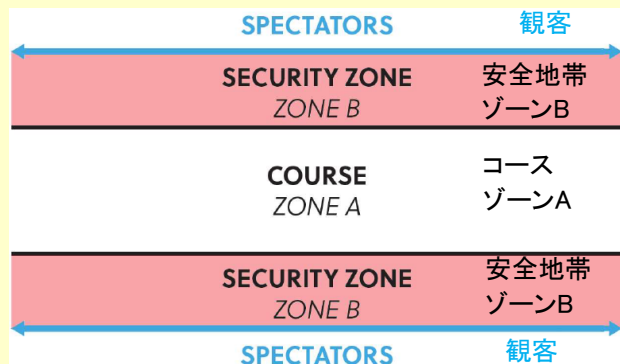 SPECTATORS 観客
SECURITY ZONE 安全地帯
ZONE B ゾーンB
COURSE コース
ZONE A ゾーンA
SECURITY ZONE 安全地帯
ZONE B ゾーンB
SPECTATORS 観客